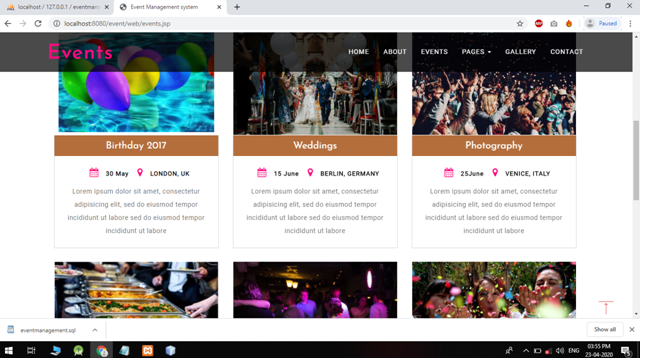 localhost / 127.0.0.1 / eventmana
Event Management system
localhost:8080/event/web/events.jsp
ABP
Paused
Events
HOME
ABOUT
EVENTS
PAGES
GALLERY
CONTACT
Birthday 2017
30 May
LONDON, UK
Lorem ipsum dolor sit amet, consectetur
adipisicing elit, sed do eiusmod tempor
incididunt ut labore sed do eiusmod tempor
incididunt ut labore
Weddings
15 June
BERLIN, GERMANY
Lorem ipsum dolor sit amet, consectetur
adipisicing elit, sed do eiusmod tempor
incididunt ut labore sed do eiusmod tempor
incididunt ut labore
Photography
25June
VENICE, ITALY
Lorem ipsum dolor sit amet, consectetur
adipisicing elit, sed do eiusmod tempor
incididunt ut labore sed do eiusmod tempor
incididunt ut labore
eventmanagement.sql
Show all
ENG
03:55 PM
23-04-2020